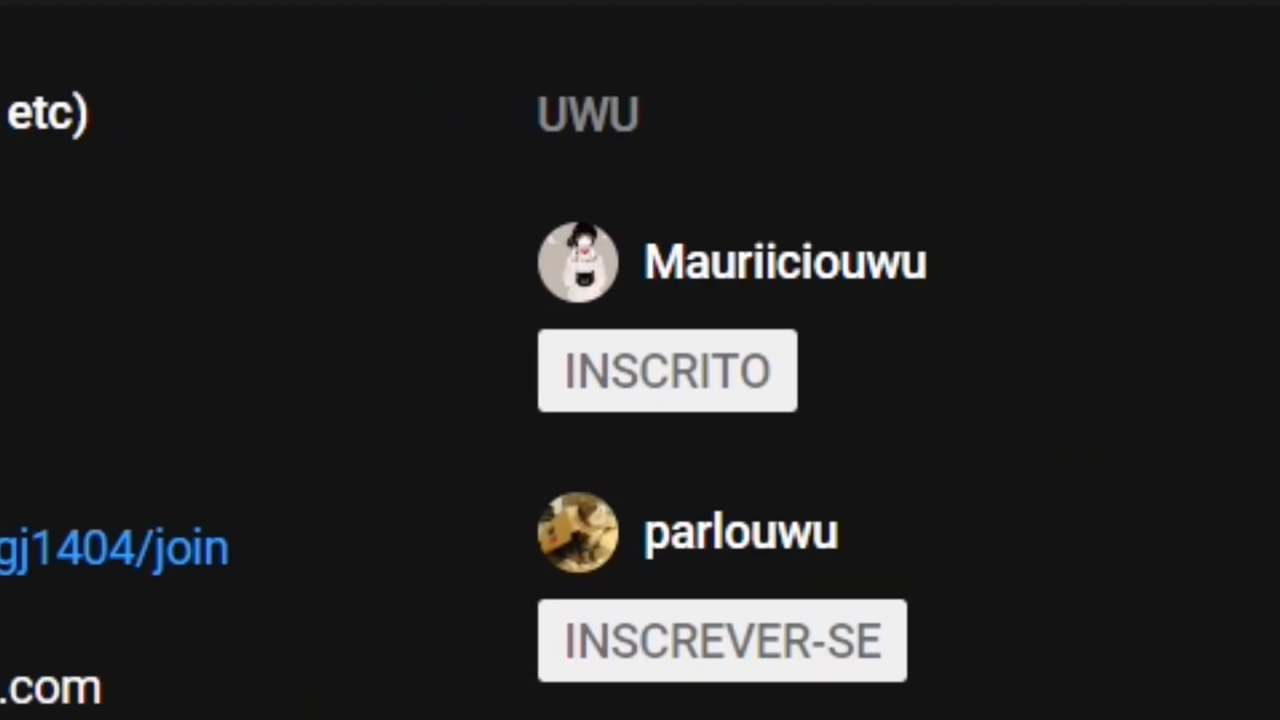 etc)
UWU
Mauriiciouwu
INSCRITO
parlouwu
gj1404/join
INSCREVER-SE
.com